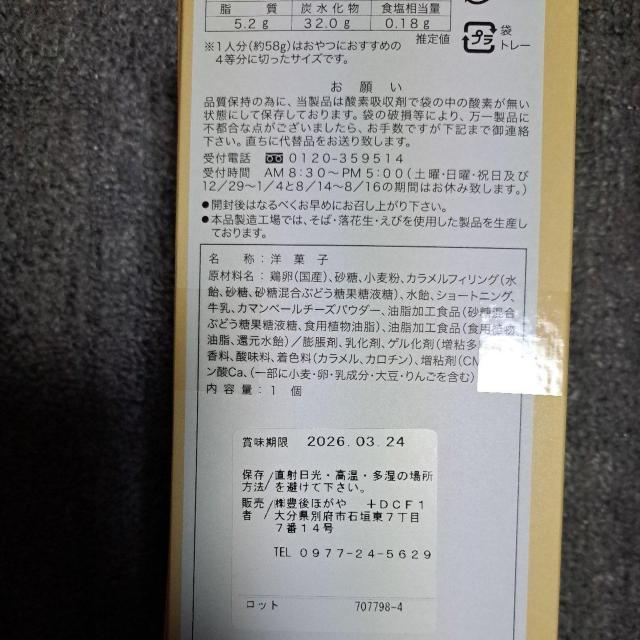 脂質 炭水化物 食塩相当量
5.2g 32.0g 0.18g
推定値
プラ
袋
トレー
※1人分(約58g)はおやつにおすすめの
4等分に切ったサイズです。
お願い
品質保持の為に、当製品は酸素吸収剤で袋の中の酸素が無い
状態にして保存しております。袋の破損等により、万一製品に
不都合な点がございましたら、お手数ですが下記まで御連絡
下さい。直ちに代替品をお送り致します。
受付電話 0120-359514
受付時間 AM8:30~PM5:00(土曜・日曜・祝日及び
12/29~1/4と8/14~8/16の期間はお休み致します。)
●開封後はなるべくお早めにお召し上がり下さい。
●本品製造工場では、そば・落花生・えびを使用した製品を生産し
ております。
名称:洋菓子
原材料名:鶏卵(国産)、砂糖、小麦粉、カラメルフィリング(水
飴、砂糖、砂糖混合ぶどう糖果糖液糖)、水飴、ショートニング、
牛乳、カマンベールチーズパウダー、油脂加工食品(砂糖混合
ぶどう糖果糖液糖、食用植物油脂)、油脂加工食品(食用植物
油脂、還元水飴)/膨脹剤、乳化剤、ゲル化剤(増粘多
香料、酸味料、着色料(カラメル、カロチン)、増粘剤(CM
ン酸Ca、(一部に小麦・卵・乳成分・大豆・りんごを含む)
内容量:1個
賞味期限 2026.03.24
保存方法/直射日光・高温・多湿の場所
を避けて下さい。
販売者/㈱豊後ほがや +DCF1
大分県別府市石垣東7丁目
7番14号
TEL 0977-24-5629
ロット 707798-4